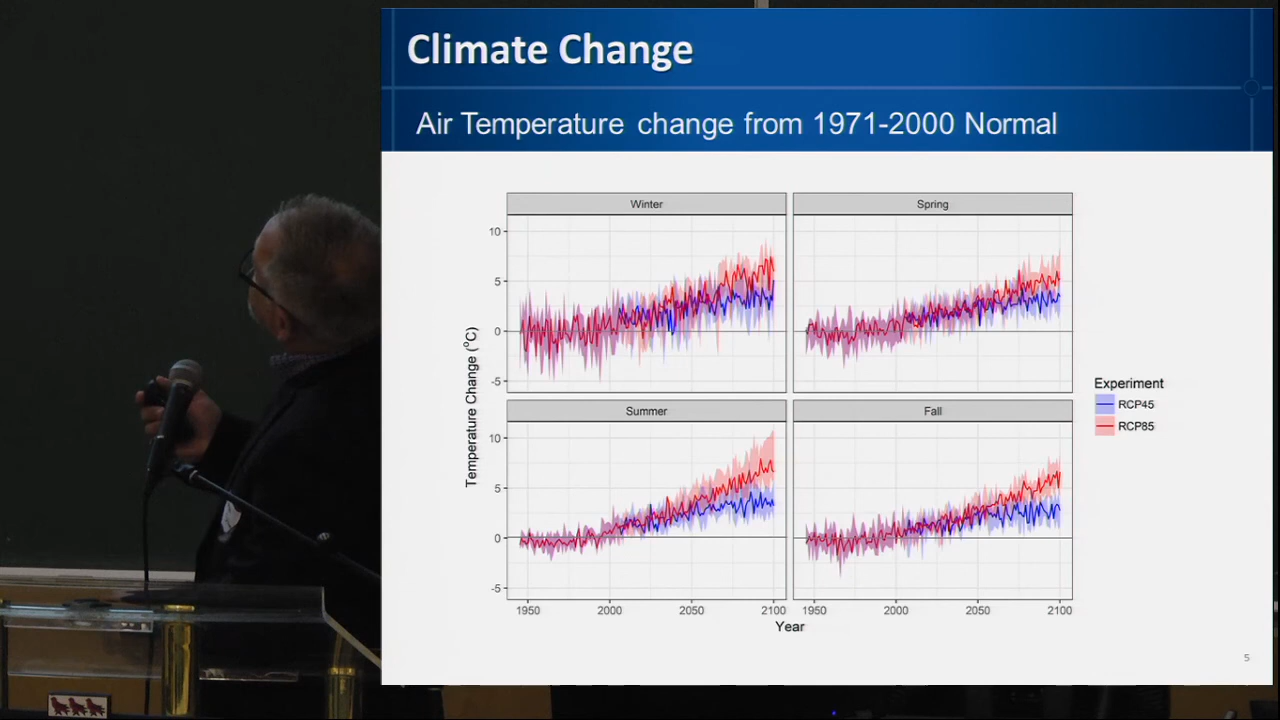 Climate Change
Air Temperature change from 1971-2000 Normal
Winter
Spring
10
5
0
-5
Summer
Fall
10
5
0
-5
Temperature Change (°C)
1950
2000
2050
2100
1950
2000
2050
2100
Year
Experiment
RCP45
RCP85
5